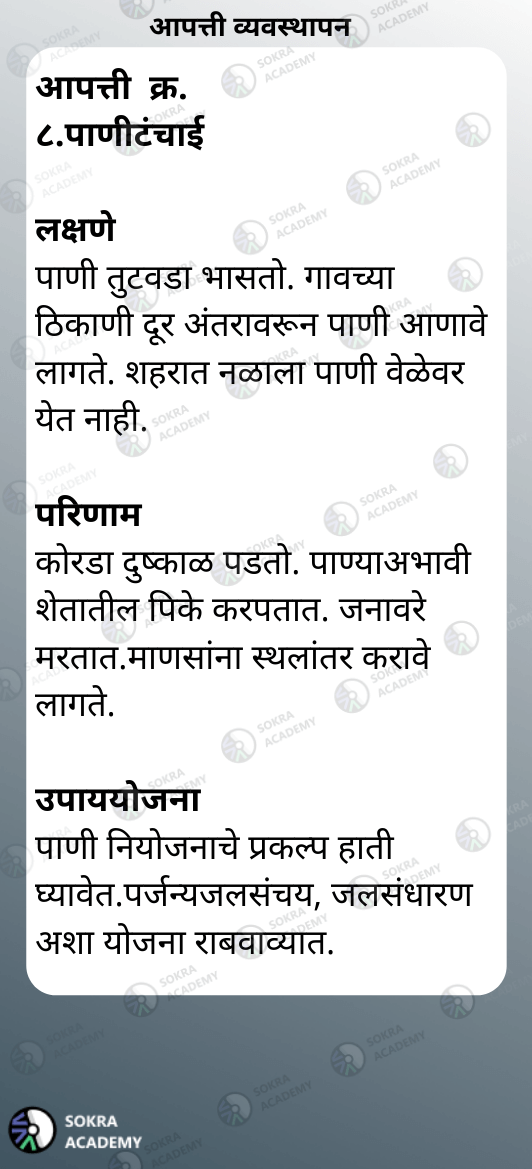 आपत्ती व्यवस्थापन
आपत्ती क्र.
८.पाणीटंचाई
लक्षणे
पाणी तुटवडा भासतो. गावच्या
ठिकाणी दूर अंतरावरून पाणी आणावे
लागते. शहरात नळाला पाणी वेळेवर
येत नाही.
परिणाम
कोरडा दुष्काळ पडतो. पाण्याअभावी
शेतातील पिके करपतात. जनावरे
मरतात.माणसांना स्थलांतर करावे
लागते.
उपाययोजना
पाणी नियोजनाचे प्रकल्प हाती
घ्यावेत.पर्जन्यजलसंचय, जलसंधारण
अशा योजना राबवाव्यात.
SOKRA
ACADEMY